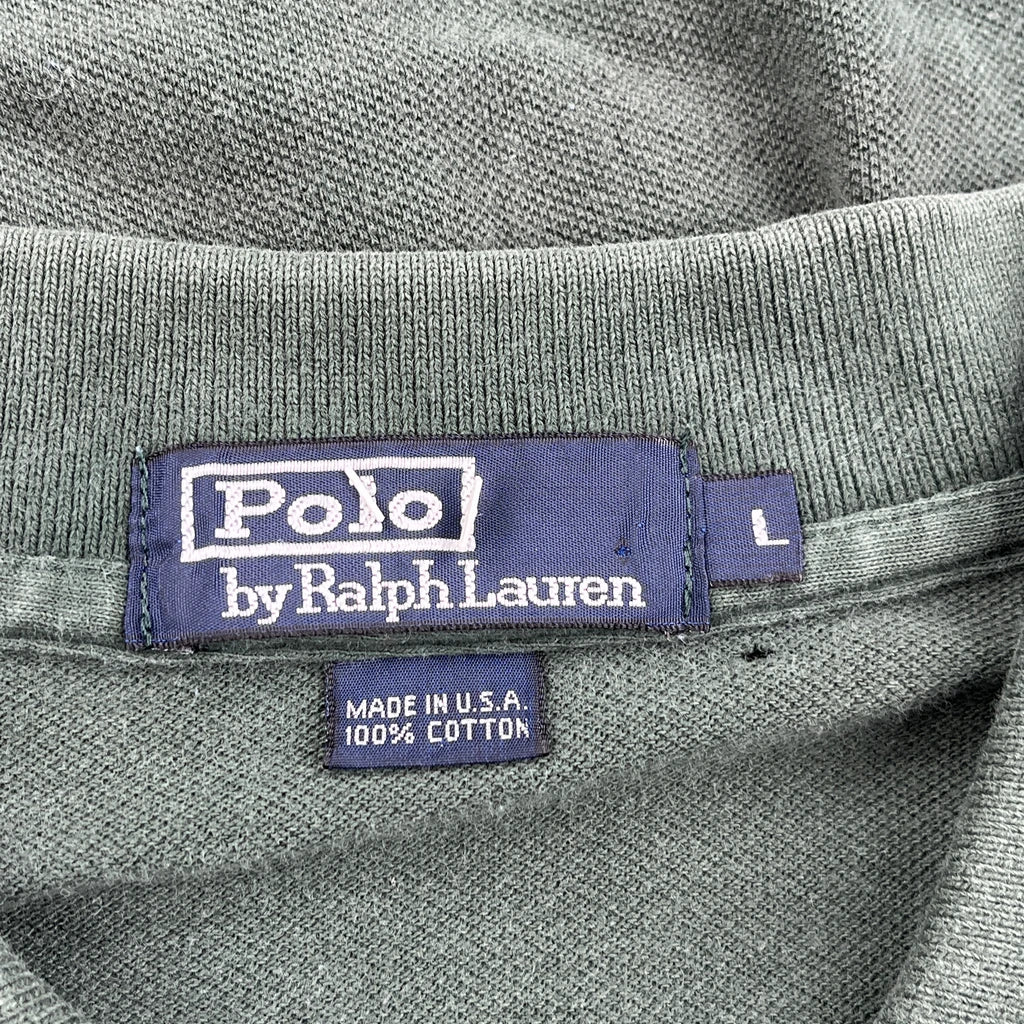 Polo
by Ralph Lauren
L
MADE IN U.S.A.
100% COTTON